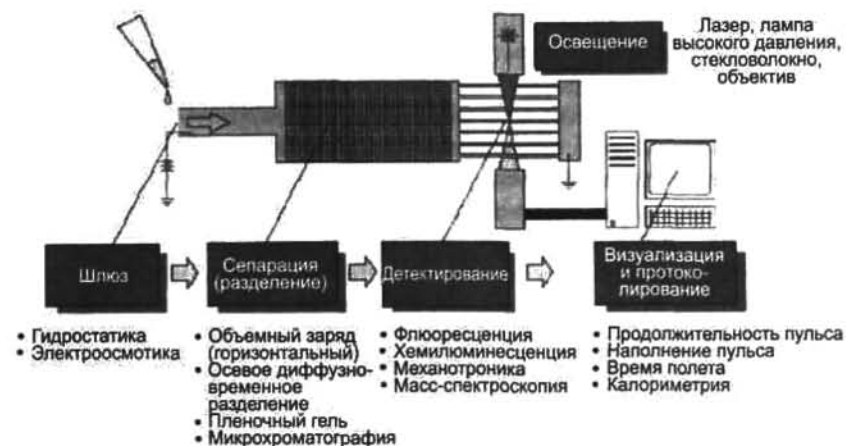 Освещение
Лазер, лампа
высокого давления,
стекловолокно,
объектив
Шлюз
Сепарация
(разделение)
Детектирование
Визуализация
и протоко-
лирование
• Гидростатика
• Электроосмотика
• Объемный заряд
(горизонтальный)
• Осевое диффузно-
временное
разделение
• Пленочный гель
• Микрохроматография
• Флюоресценция
• Хемилюминесценция
• Механотроника
• Масс-спектроскопия
• Продолжительность пульса
• Наполнение пульса
• Время полета
• Калориметрия